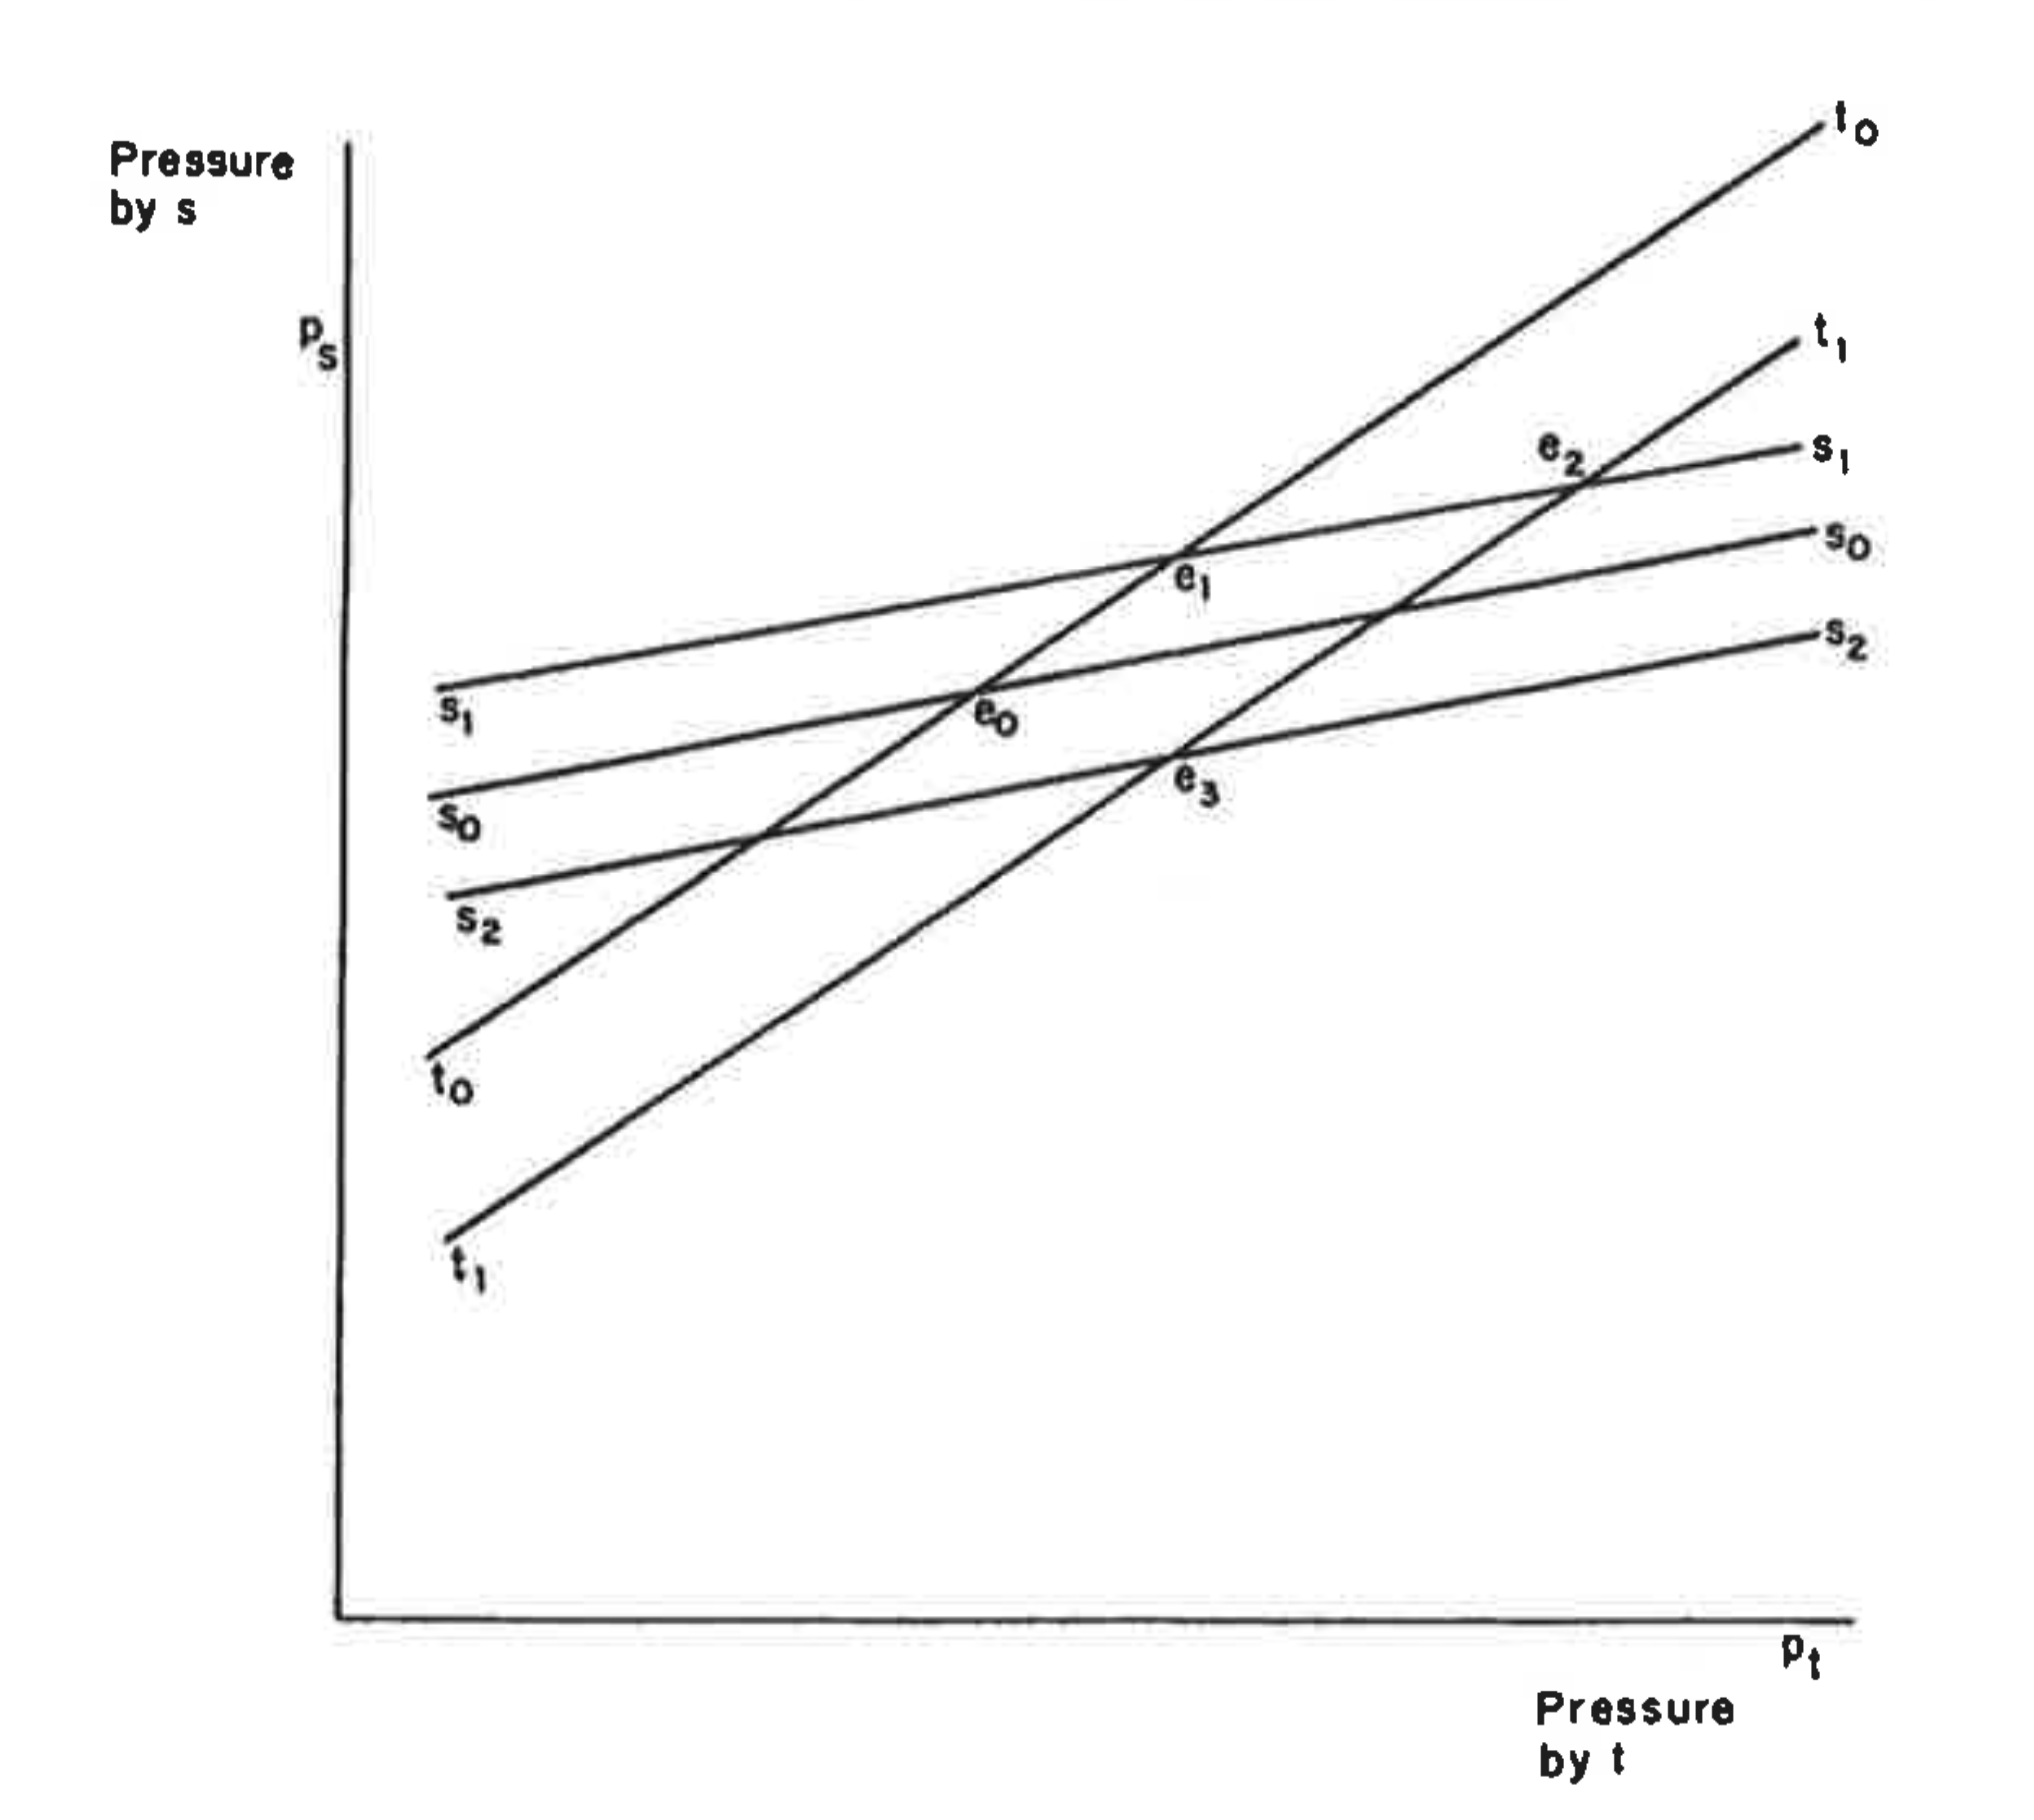 Pressure
by s
p_s
t_0
t_1
e_2
s_1
s_0
e_1
s_2
s_1
e_0
e_3
s_0
s_2
t_0
t_1
p_t
Pressure
by t